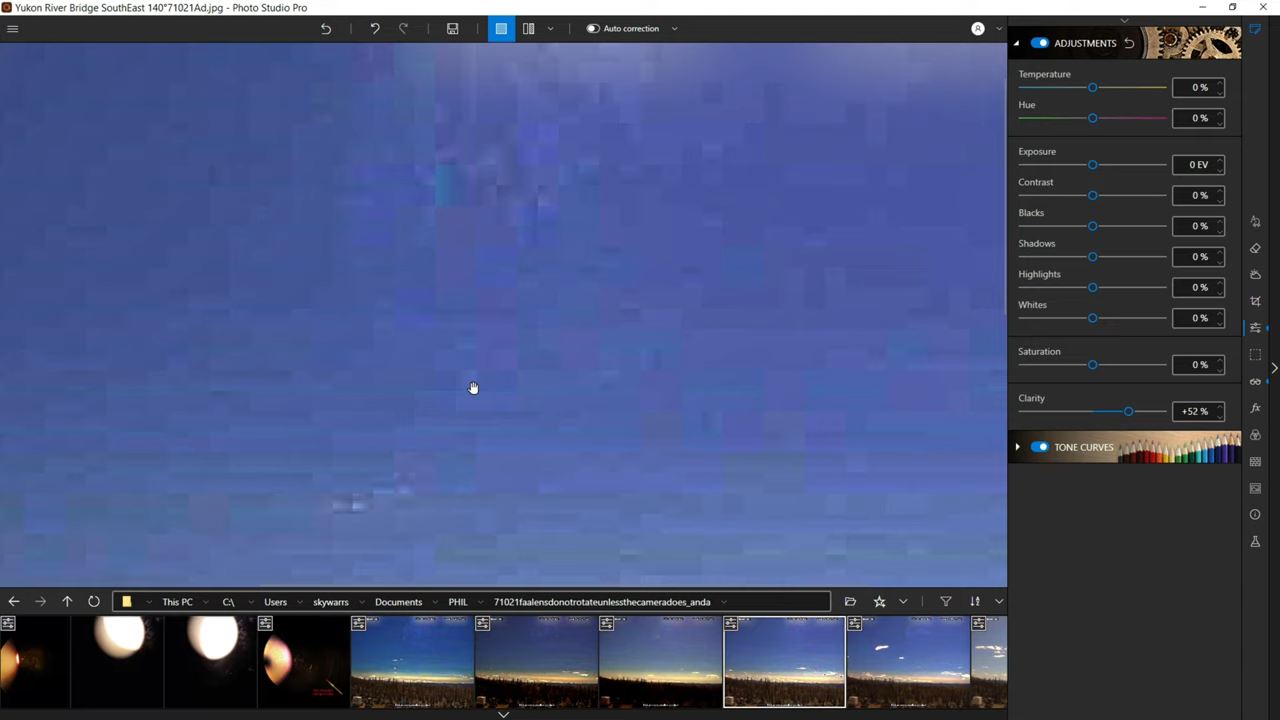 Yukon River Bridge SouthEast 140°71021Ad.jpg - Photo Studio Pro
Auto correction
ADJUSTMENTS
Temperature
0 %
Hue
0 %
Exposure
0 EV
Contrast
0 %
Blacks
0 %
Shadows
0 %
Highlights
0 %
Whites
0 %
Saturation
0 %
Clarity
+52 %
TONE CURVES
This PC C:\ Users skywarrs Documents PHIL 71021faalensdonotrotateunlessthecameradoes_anda